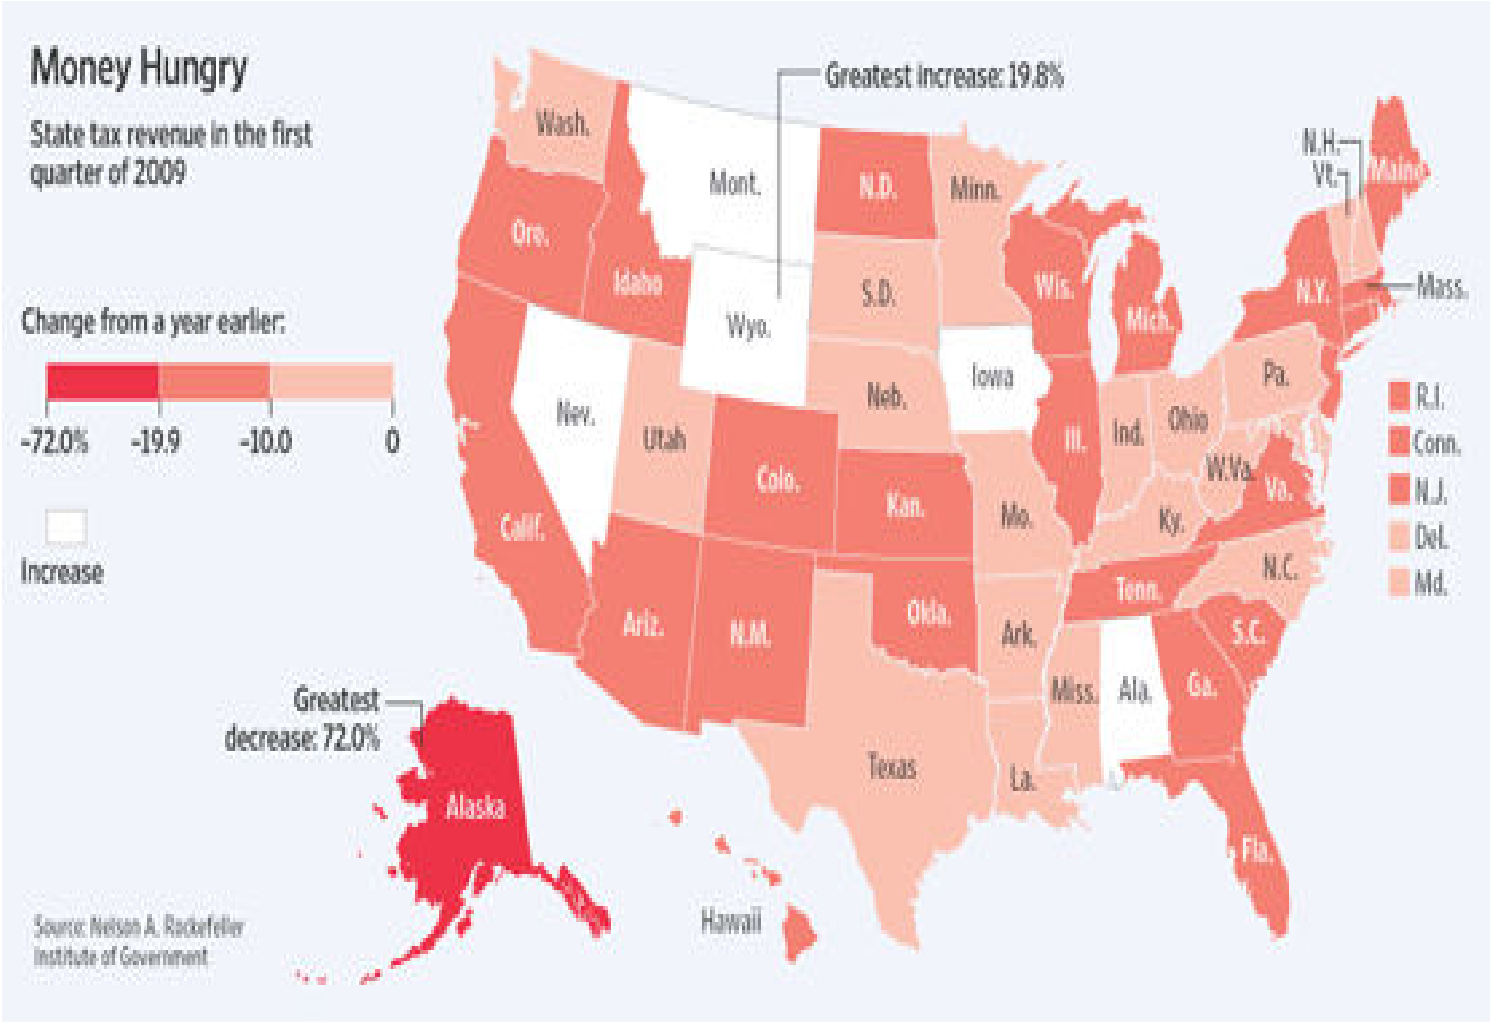 Money Hungry
State tax revenue in the first
quarter of 2009
Change from a year earlier:
-72.0% -19.9 -10.0 0
Increase
Greatest increase: 19.8%
Greatest
decrease: 72.0%
Wash.
Ore.
Idaho
Mont.
Wyo.
Nev.
Utah
Calif.
Ariz.
N.M.
Colo.
N.D.
S.D.
Neb.
Kan.
Okla.
Texas
Minn.
Iowa
Mo.
Ark.
La.
Wis.
Ill.
Mich.
Ind.
Ohio
Ky.
Tenn.
Miss.
Ala.
Ga.
Fla.
S.C.
N.C.
Va.
W.Va.
Pa.
N.Y.
N.H.
Vt.
Maine
Mass.
R.I.
Conn.
N.J.
Del.
Md.
Alaska
Hawaii
Source: Nelson A. Rockefeller
Institute of Government